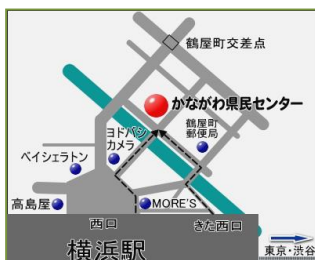 鶴屋町交差点
かながわ県民センター
鶴屋町
郵便局
ヨドバシ
カメラ
ベイシェラトン
高島屋
MORE'S
西口
きた西口
横浜駅
東京・渋谷